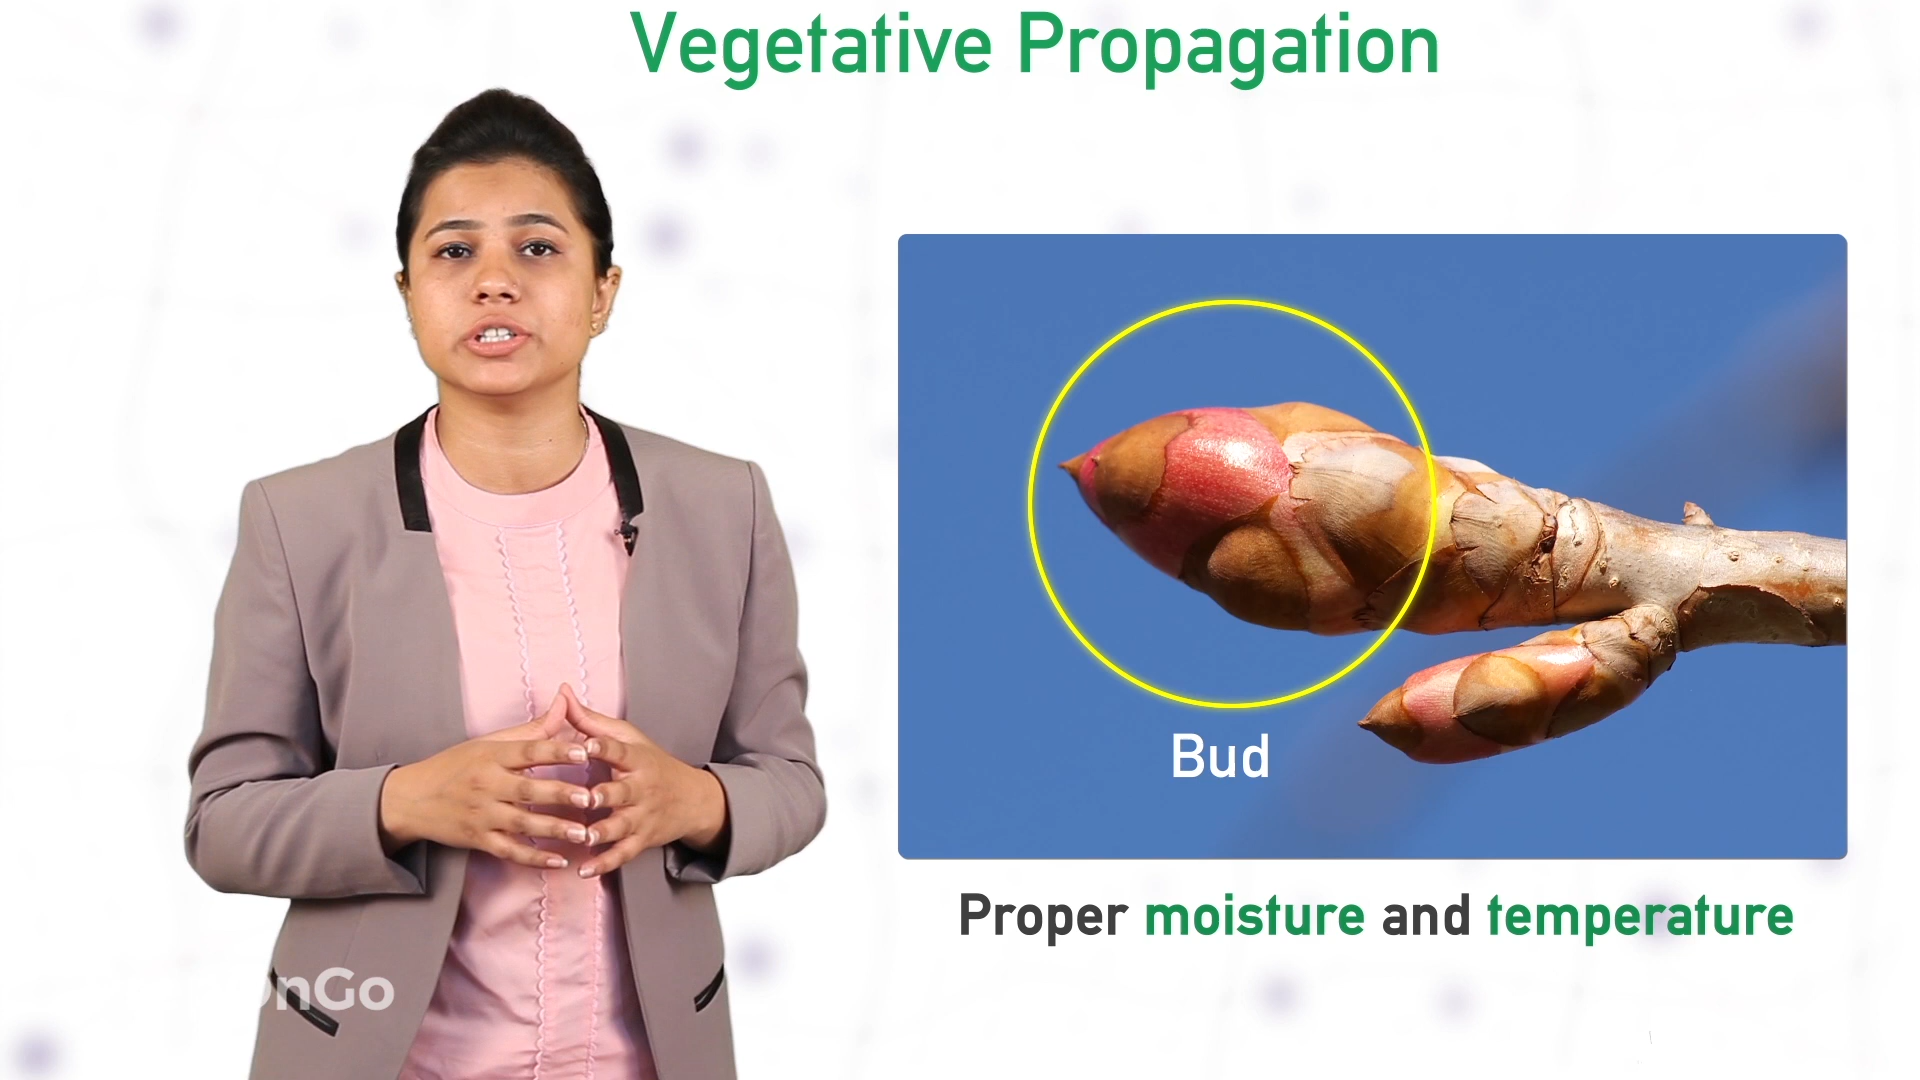 Vegetative Propagation
Bud
Proper moisture and temperature